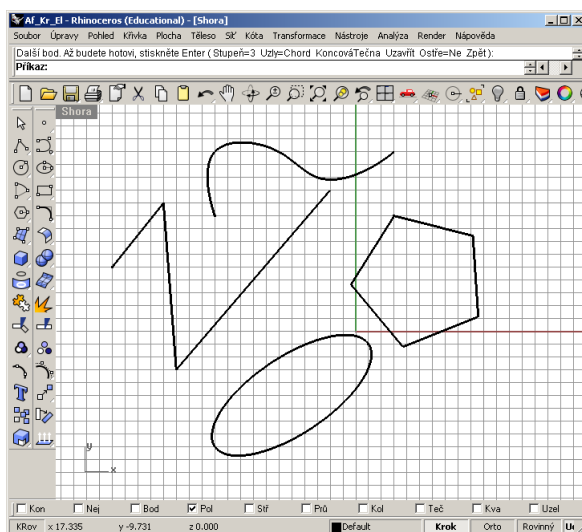 Af_Kr_El - Rhinoceros (Educational) - [Shora]
Soubor Úpravy Pohled Křivka Plocha Těleso Síť Kóta Transformace Nástroje Analýza Render Nápověda
Další bod. Až budete hotovi, stiskněte Enter ( Stupeň=3 Uzly=Chord KoncováTečna Uzavřít Ostře=Ne Zpět ):
Příkaz:
Shora
y
x
Kon Nej Bod Pol Stř Prů Kol Teč Kva Uzel
KRov x 17.335 y -9.731 z 0.000 Default Krok Orto Rovinný